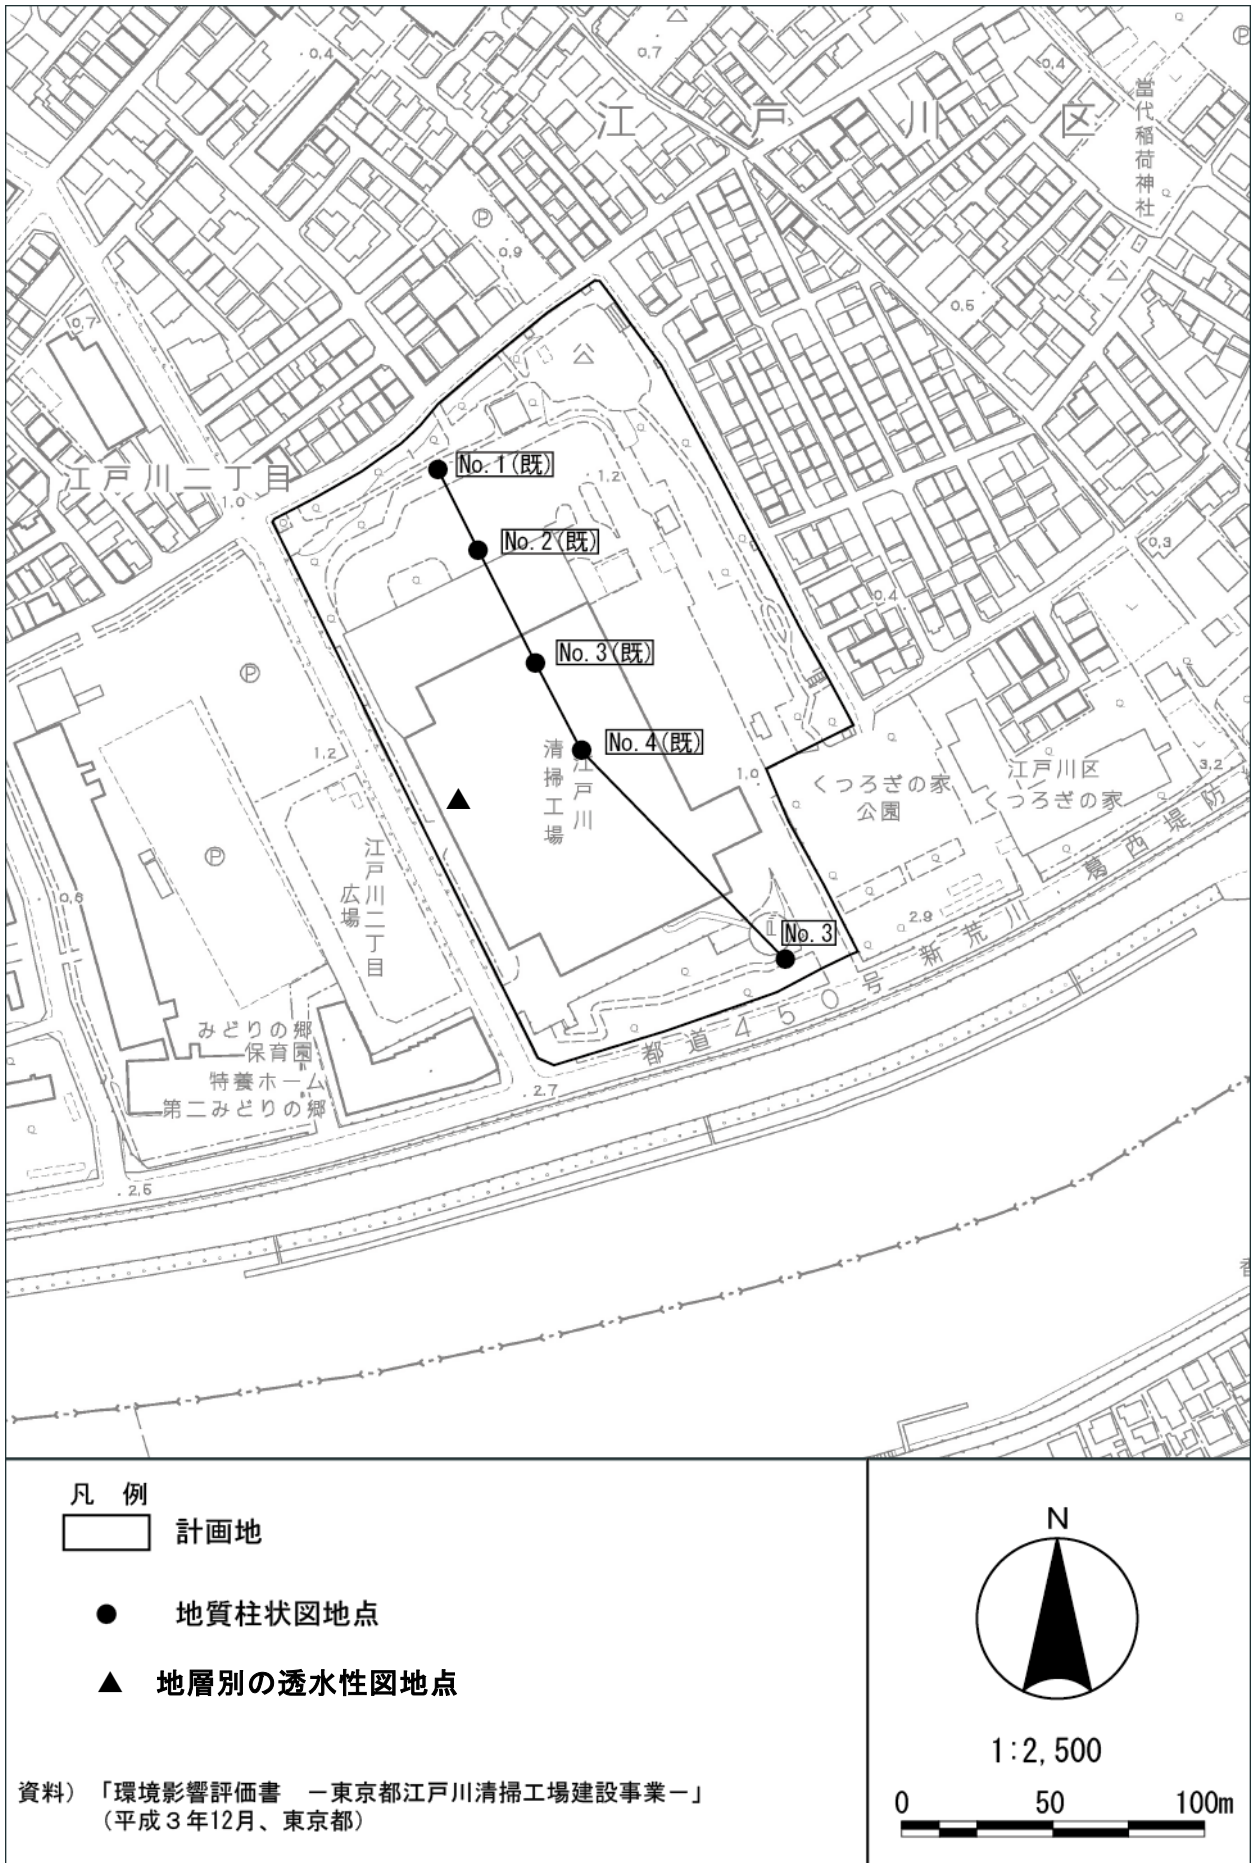 0.4
0.7
0.4
P
江戸川区
當代稲荷神社
P
0.9
0.5
0.7
公
江戸川二丁目
No.1(既)
1.2
1.0
No.2(既)
0.3
0.4
No.3(既)
P
No.4(既)
江戸川
清掃工場
1.2
1.0
くつろぎの家
公園
江戸川区
くつろぎの家
3.2
P
江戸川二丁目
広場
0.8
2.9
No.3
都道450号 新荒川葛西堤防
みどりの郷
保育園
特養ホーム
第二みどりの郷
2.7
2.5
凡 例
計画地
地質柱状図地点
地層別の透水性図地点
資料) 「環境影響評価書 −東京都江戸川清掃工場建設事業−」
(平成3年12月、東京都)
N
1:2,500
0 50 100m